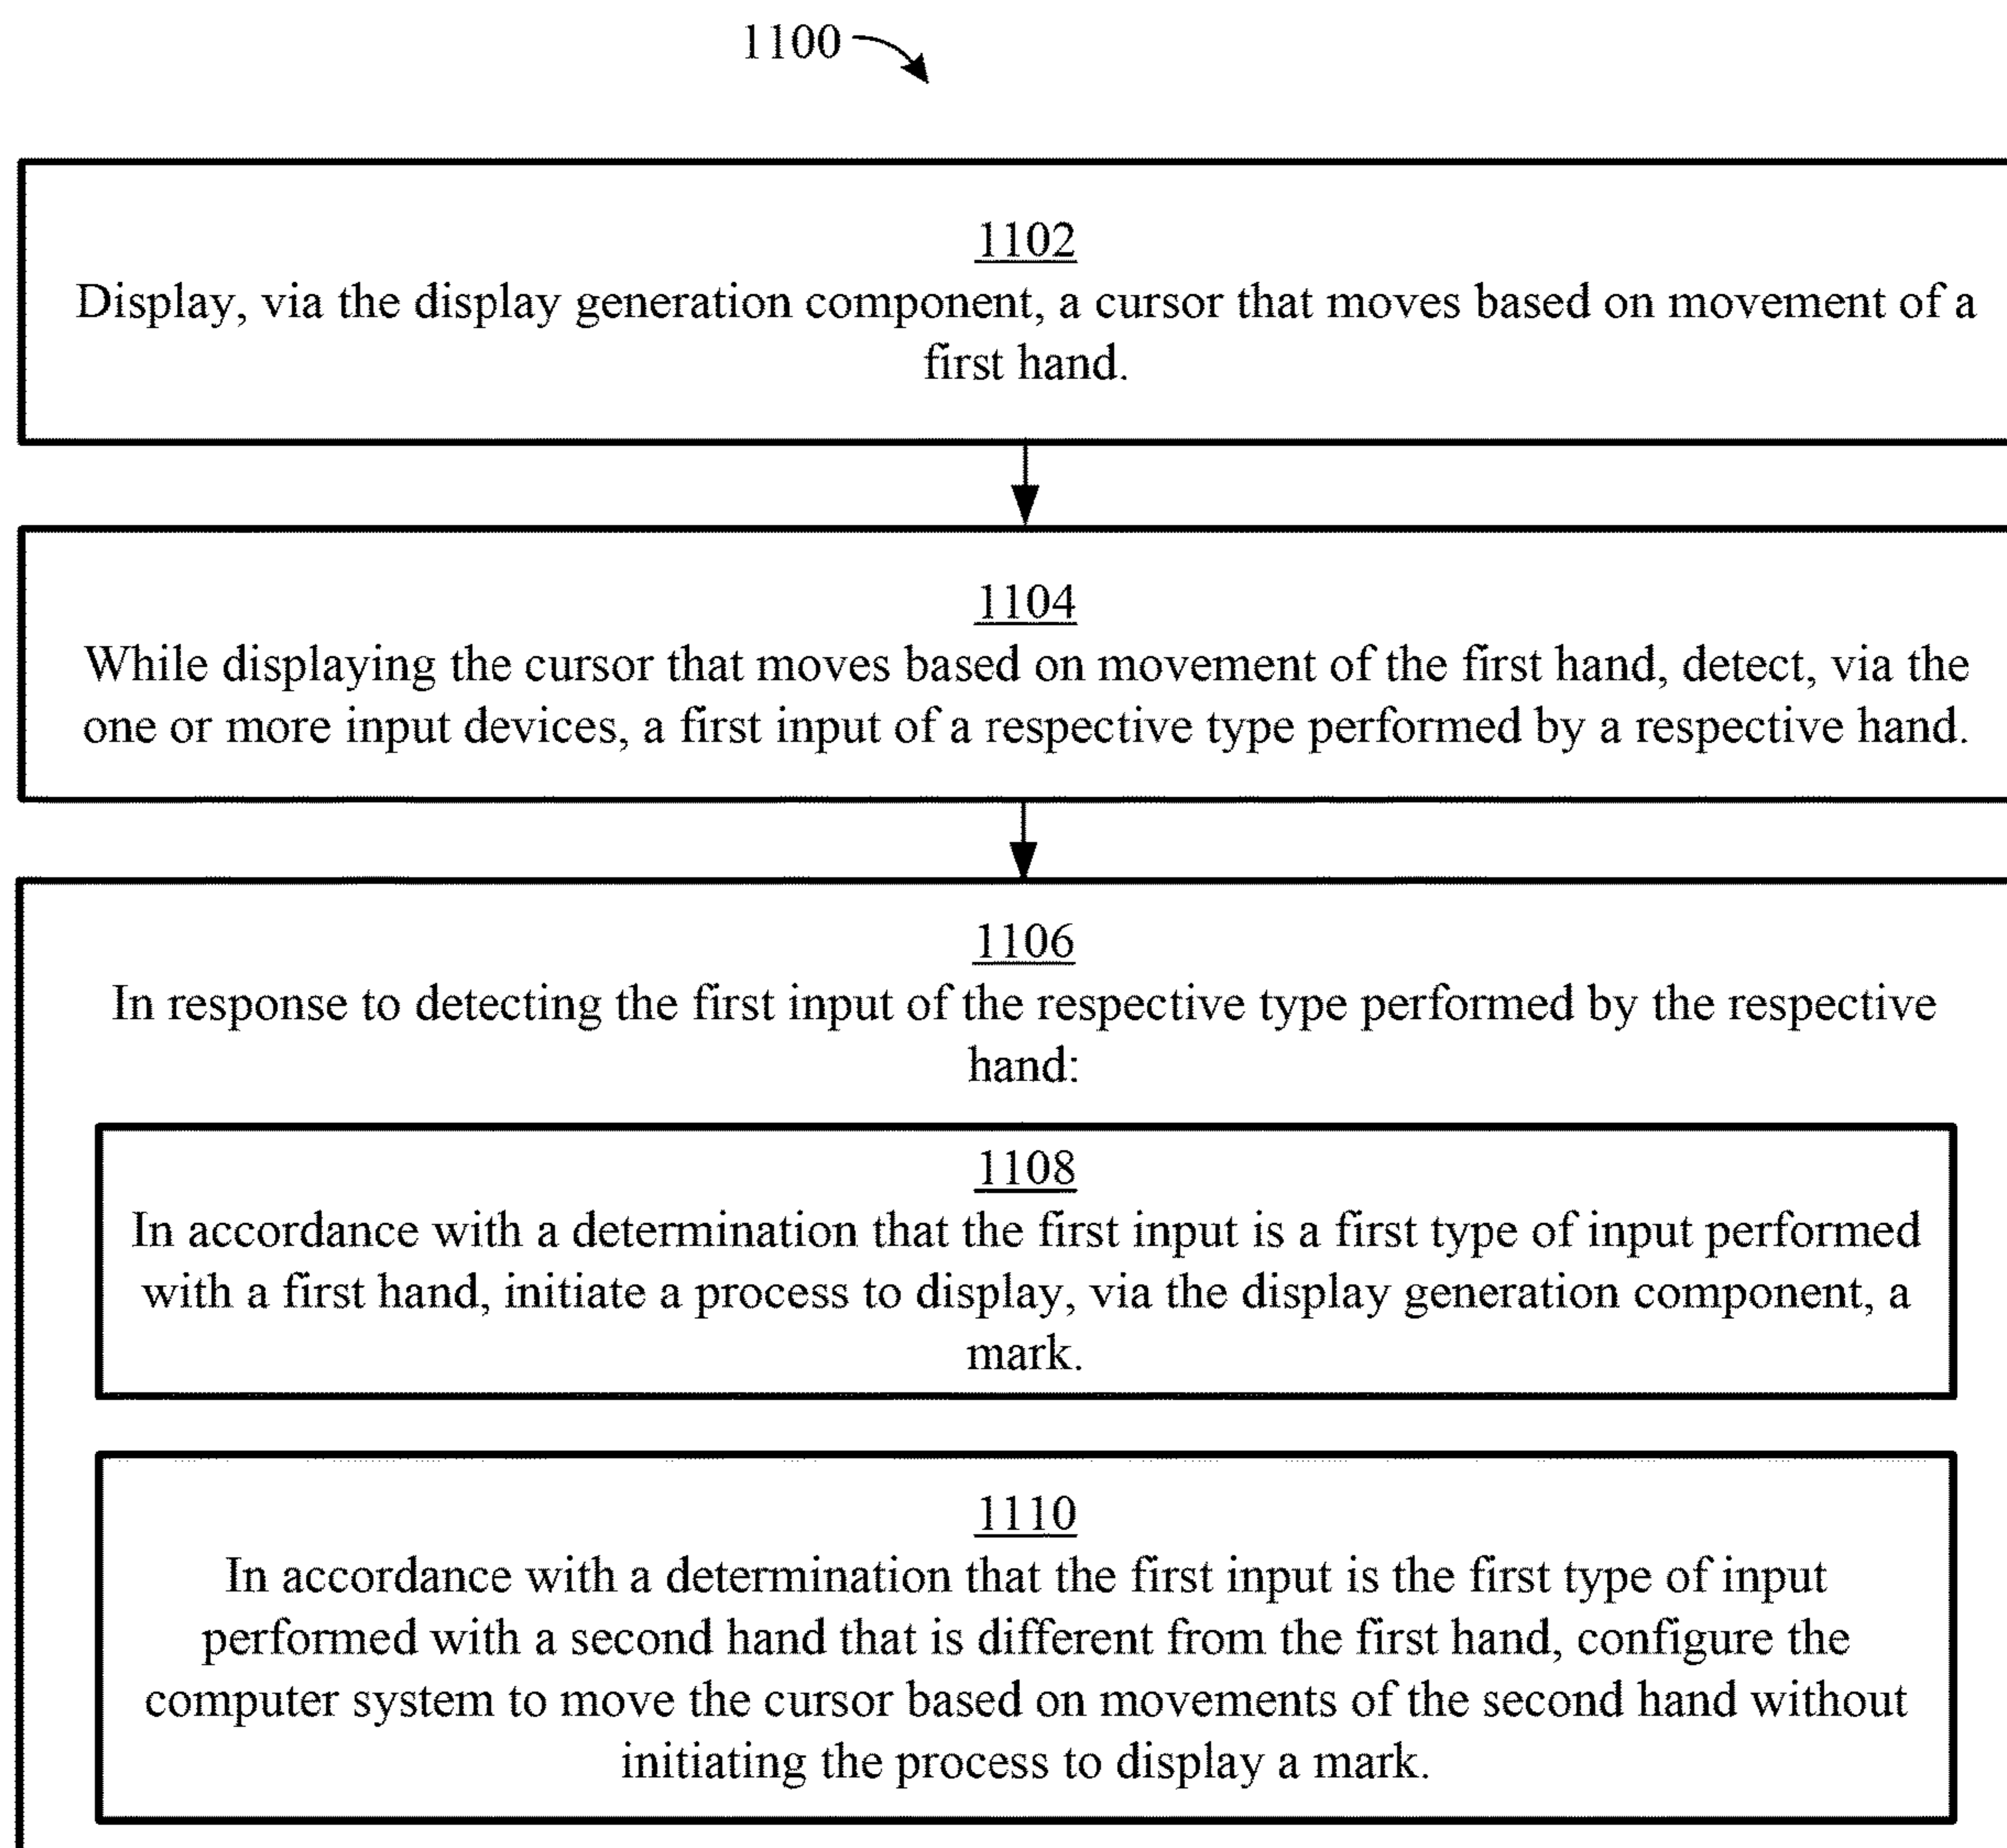 1100
1102
Display, via the display generation component, a cursor that moves based on movement of a
first hand.
1104
While displaying the cursor that moves based on movement of the first hand, detect, via the
one or more input devices, a first input of a respective type performed by a respective hand.
1106
In response to detecting the first input of the respective type performed by the respective
hand:
1108
In accordance with a determination that the first input is a first type of input performed
with a first hand, initiate a process to display, via the display generation component, a
mark.
1110
In accordance with a determination that the first input is the first type of input
performed with a second hand that is different from the first hand, configure the
computer system to move the cursor based on movements of the second hand without
initiating the process to display a mark.